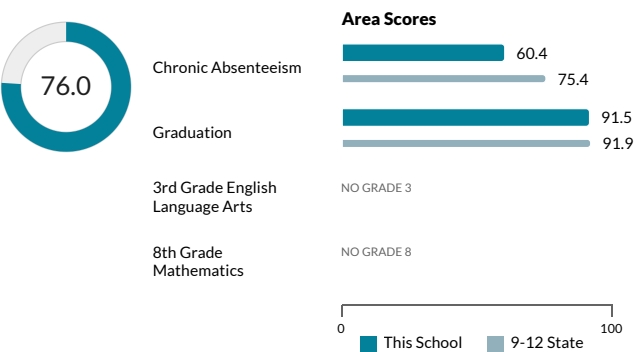 Area Scores
76.0
Chronic Absenteeism
60.4
75.4
Graduation
91.5
91.9
3rd Grade English
Language Arts
NO GRADE 3
8th Grade
Mathematics
NO GRADE 8
0
100
This School
9-12 State